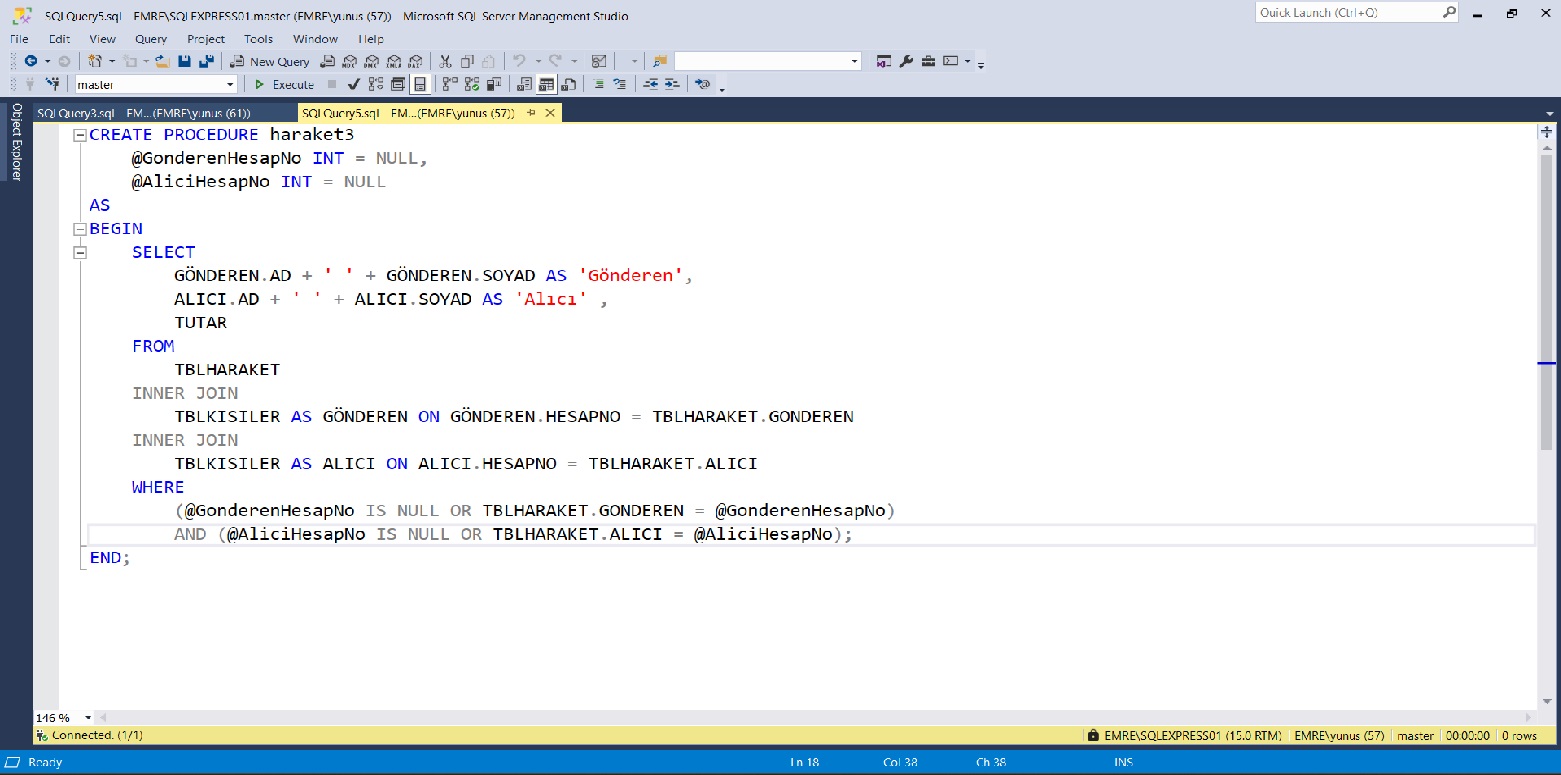 SQLQuery5.sql - EMRE\SQLEXPRESS01.master (EMRE\yunus (57)) - Microsoft SQL Server Management Studio
Quick Launch (Ctrl+Q)
File Edit View Query Project Tools Window Help
New Query
master
Execute
Object Explorer
SQLQuery3.sql - EM...(EMRE\yunus (61))
SQLQuery5.sql - EM...(EMRE\yunus (57))
CREATE PROCEDURE haraket3
@GonderenHesapNo INT = NULL,
@AliciHesapNo INT = NULL
AS
BEGIN
SELECT
GÖNDEREN.AD + ' ' + GÖNDEREN.SOYAD AS 'Gönderen',
ALICI.AD + ' ' + ALICI.SOYAD AS 'Alıcı' ,
TUTAR
FROM
TBLHARAKET
INNER JOIN
TBLKISILER AS GÖNDEREN ON GÖNDEREN.HESAPNO = TBLHARAKET.GONDEREN
INNER JOIN
TBLKISILER AS ALICI ON ALICI.HESAPNO = TBLHARAKET.ALICI
WHERE
(@GonderenHesapNo IS NULL OR TBLHARAKET.GONDEREN = @GonderenHesapNo)
AND (@AliciHesapNo IS NULL OR TBLHARAKET.ALICI = @AliciHesapNo);
END;
146 %
Connected. (1/1)
EMRE\SQLEXPRESS01 (15.0 RTM) EMRE\yunus (57) master 00:00:00 0 rows
Ready
Ln 18 Col 38 Ch 38 INS